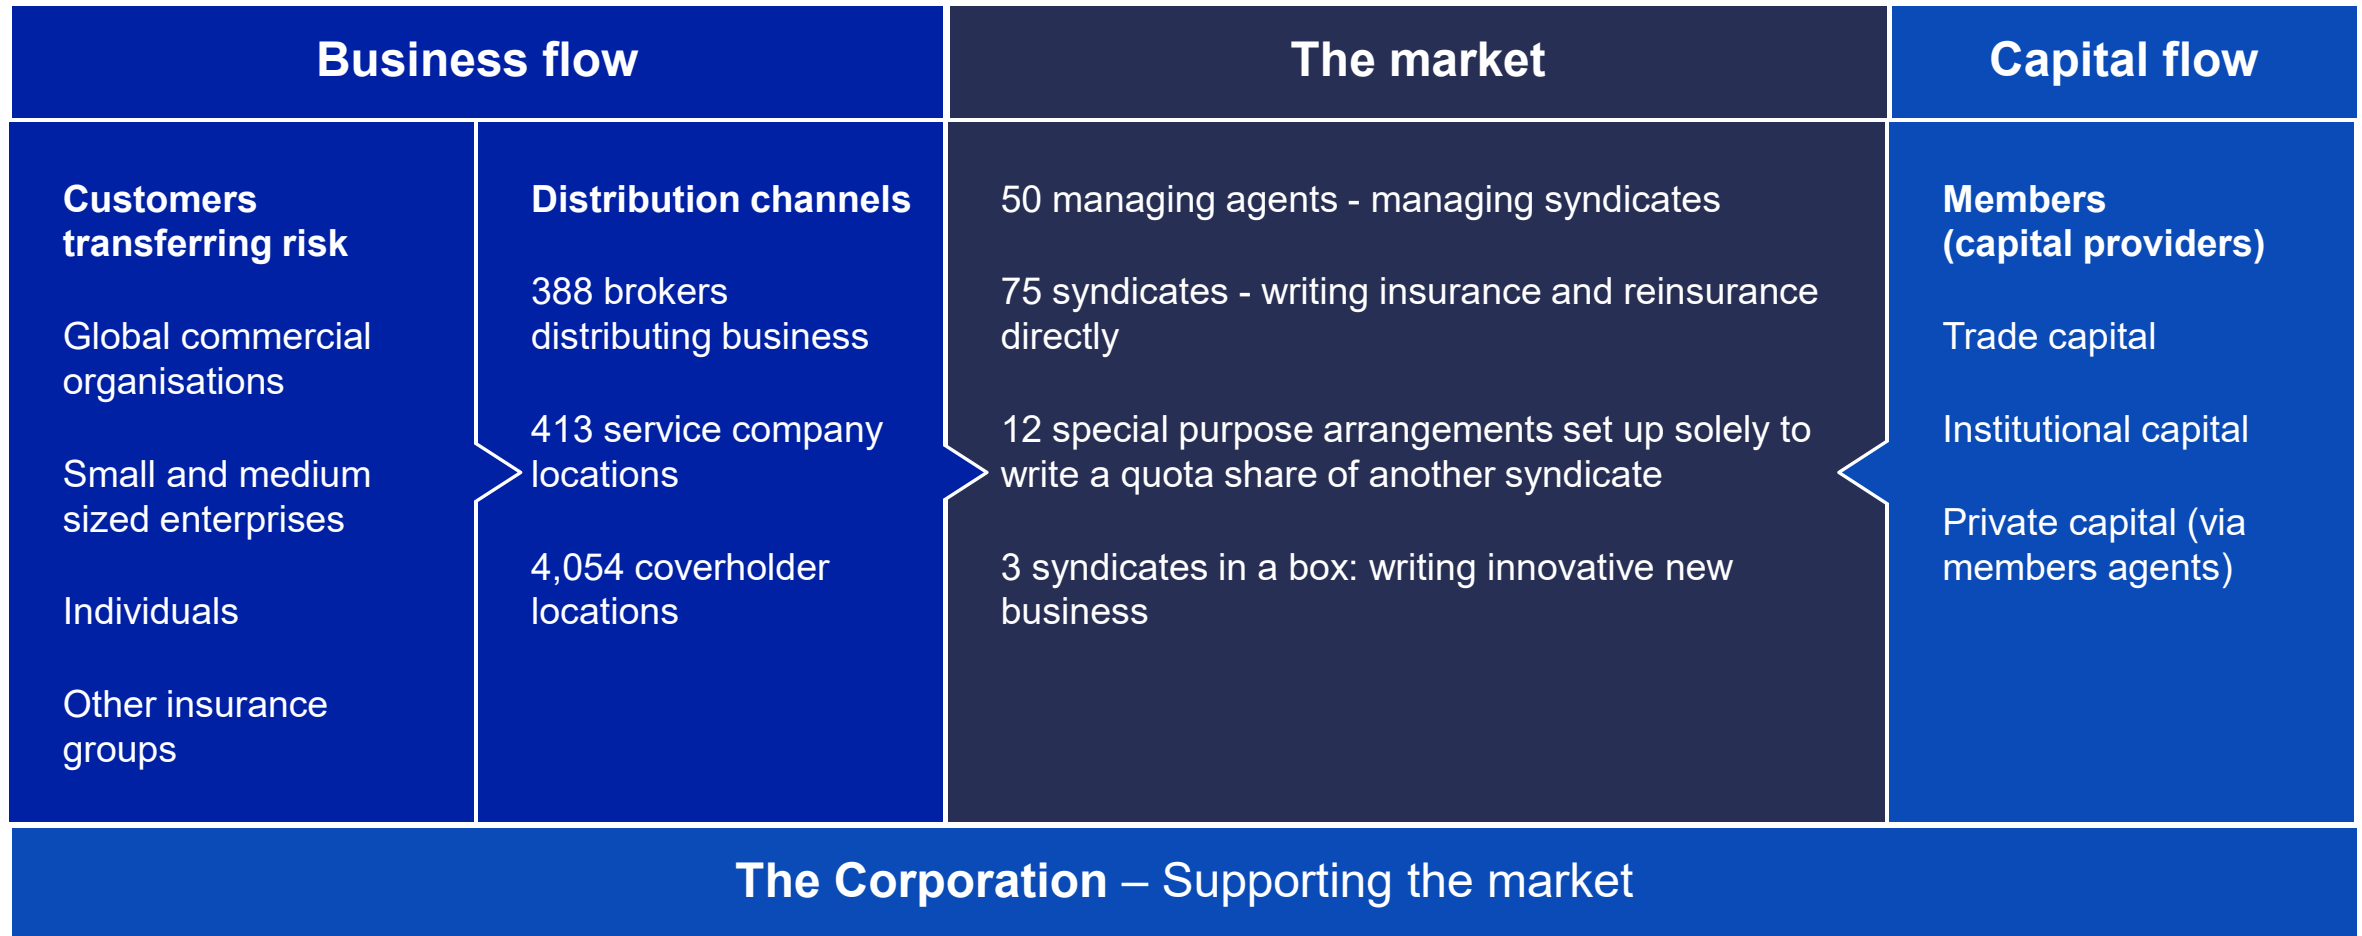 Business flow
The market
Capital flow
Customers
transferring risk
Global commercial
organisations
Small and medium
sized enterprises
Individuals
Other insurance
groups
Distribution channels
388 brokers
distributing business
413 service company
locations
4,054 coverholder
locations
50 managing agents - managing syndicates
75 syndicates - writing insurance and reinsurance
directly
12 special purpose arrangements set up solely to
write a quota share of another syndicate
3 syndicates in a box: writing innovative new
business
Members
(capital providers)
Trade capital
Institutional capital
Private capital (via
members agents)
The Corporation – Supporting the market